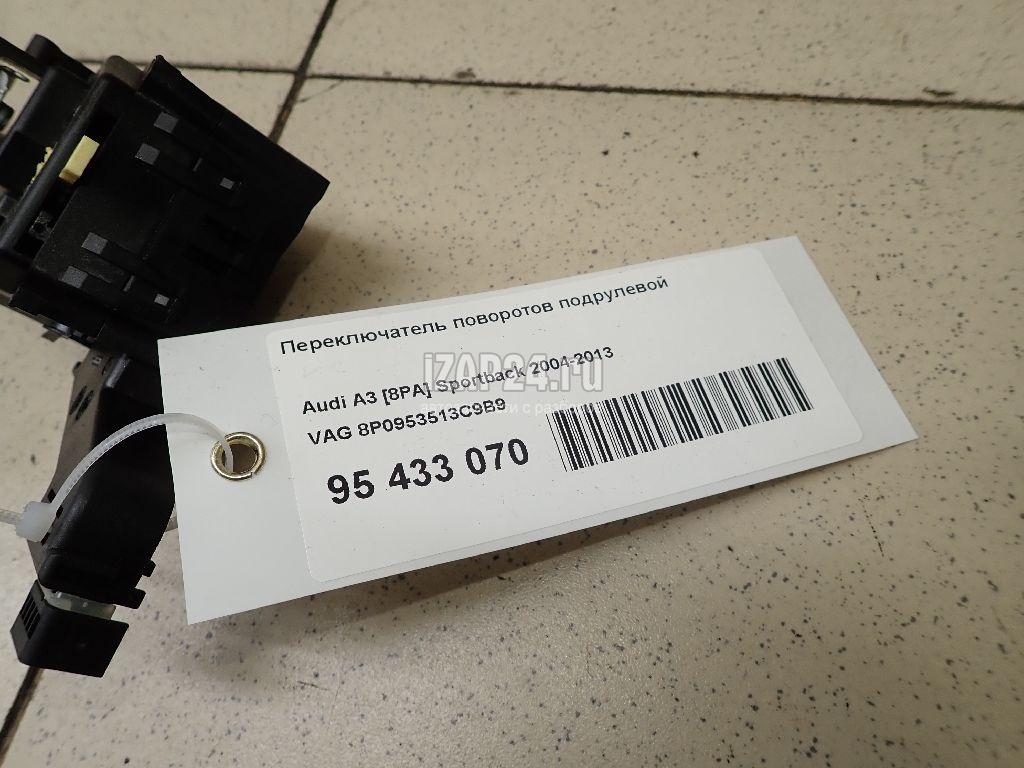 Переключатель поворотов подрулевой
Audi A3 [8PA] Sportback 2004-2013
iZAP24.ru
VAG 8P0953513C9B9
95 433 070